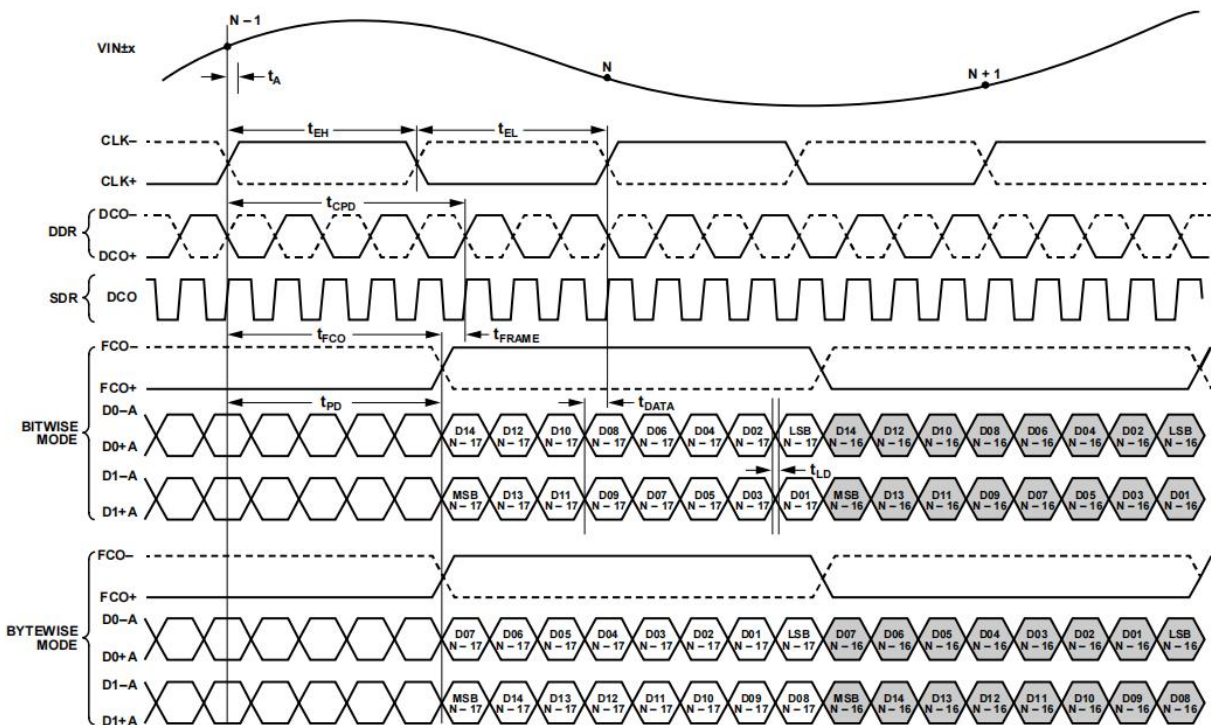 N – 1
VIN±x
N
N + 1
tA
tEH
tEL
CLK–
CLK+
tCPD
DDR
DCO–
DCO+
SDR
DCO
tFCO
tFRAME
FCO–
FCO+
BITWISE
MODE
tPD
tDATA
D0–A
D0+A
D14 D12 D10 D08 D06 D04 D02 LSB D14 D12 D10 D08 D06 D04 D02 LSB
N – 17 N – 17 N – 17 N – 17 N – 17 N – 17 N – 17 N – 17 N – 16 N – 16 N – 16 N – 16 N – 16 N – 16 N – 16 N – 16
tLD
D1–A
D1+A
MSB D13 D11 D09 D07 D05 D03 D01 MSB D13 D11 D09 D07 D05 D03 D01
N – 17 N – 17 N – 17 N – 17 N – 17 N – 17 N – 17 N – 17 N – 16 N – 16 N – 16 N – 16 N – 16 N – 16 N – 16 N – 16
FCO–
FCO+
BYTEWISE
MODE
D0–A
D0+A
D07 D06 D05 D04 D03 D02 D01 LSB D07 D06 D05 D04 D03 D02 D01 LSB
N – 17 N – 17 N – 17 N – 17 N – 17 N – 17 N – 17 N – 17 N – 16 N – 16 N – 16 N – 16 N – 16 N – 16 N – 16 N – 16
D1–A
D1+A
MSB D14 D13 D12 D11 D10 D09 D08 MSB D14 D13 D12 D11 D10 D09 D08
N – 17 N – 17 N – 17 N – 17 N – 17 N – 17 N – 17 N – 17 N – 16 N – 16 N – 16 N – 16 N – 16 N – 16 N – 16 N – 16